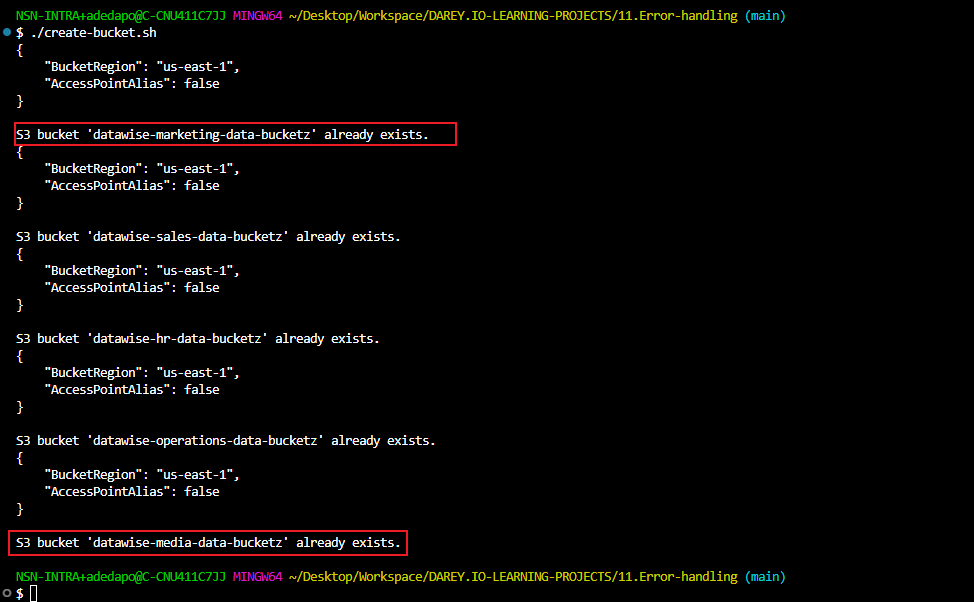 NSN-INTRA+adedapo@C-CNU411C7JJ MINGW64 ~/Desktop/Workspace/DAREY.IO-LEARNING-PROJECTS/11.Error-handling (main)
$ ./create-bucket.sh
{
    "BucketRegion": "us-east-1",
    "AccessPointAlias": false
}
S3 bucket 'datawise-marketing-data-bucketz' already exists.
{
    "BucketRegion": "us-east-1",
    "AccessPointAlias": false
}
S3 bucket 'datawise-sales-data-bucketz' already exists.
{
    "BucketRegion": "us-east-1",
    "AccessPointAlias": false
}
S3 bucket 'datawise-hr-data-bucketz' already exists.
{
    "BucketRegion": "us-east-1",
    "AccessPointAlias": false
}
S3 bucket 'datawise-operations-data-bucketz' already exists.
{
    "BucketRegion": "us-east-1",
    "AccessPointAlias": false
}
S3 bucket 'datawise-media-data-bucketz' already exists.
NSN-INTRA+adedapo@C-CNU411C7JJ MINGW64 ~/Desktop/Workspace/DAREY.IO-LEARNING-PROJECTS/11.Error-handling (main)
$